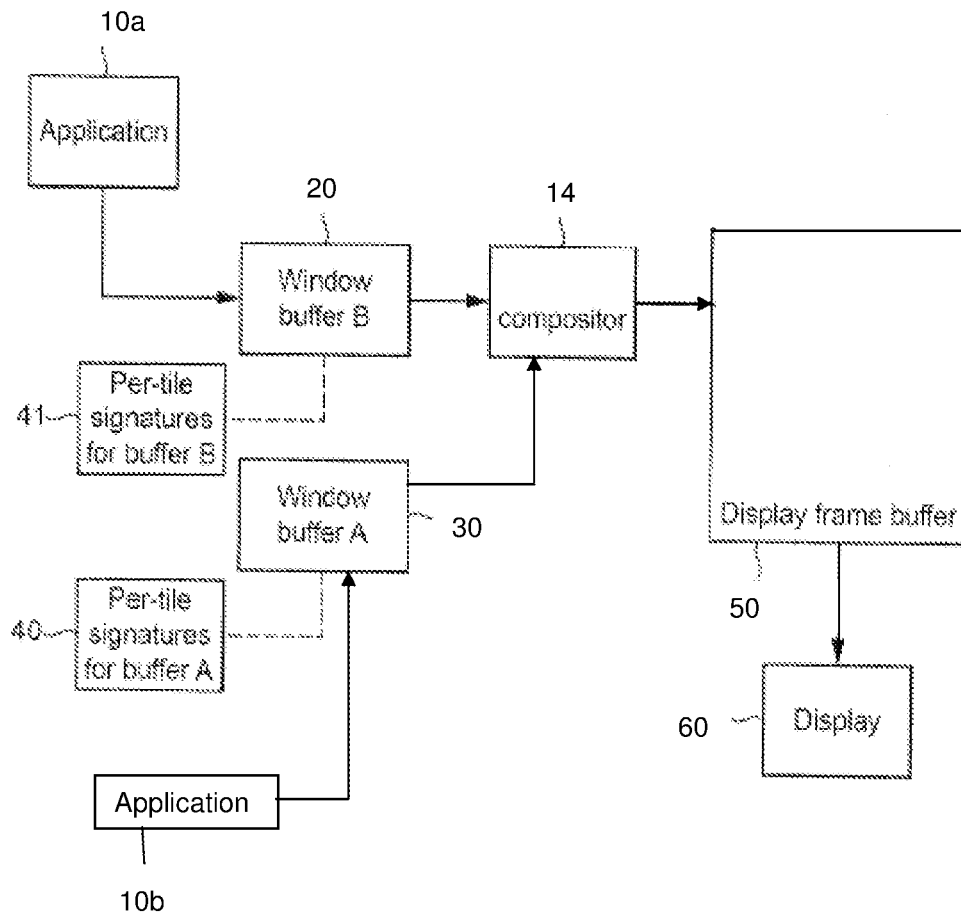 10a
Application
20
14
Window
buffer B
compositor
Per-tile
signatures
for buffer B
41
Window
buffer A
30
Display frame buffer
50
Per-tile
signatures
for buffer A
40
60
Display
Application
10b